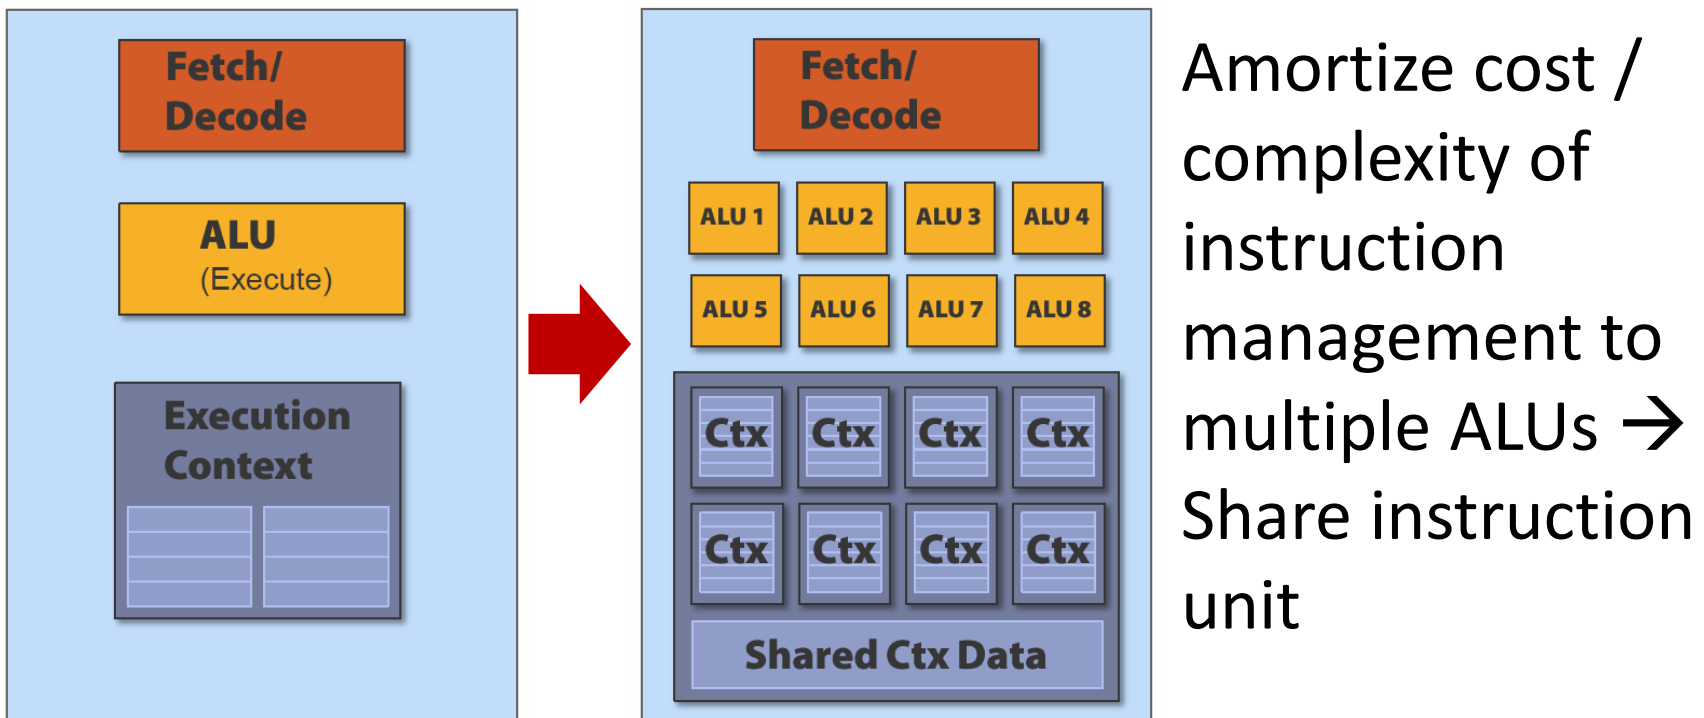 Fetch/
Decode
ALU
(Execute)
Execution
Context
Fetch/
Decode
ALU 1 ALU 2 ALU 3 ALU 4
ALU 5 ALU 6 ALU 7 ALU 8
Ctx Ctx Ctx Ctx
Ctx Ctx Ctx Ctx
Shared Ctx Data
Amortize cost /
complexity of
instruction
management to
multiple ALUs →
Share instruction
unit